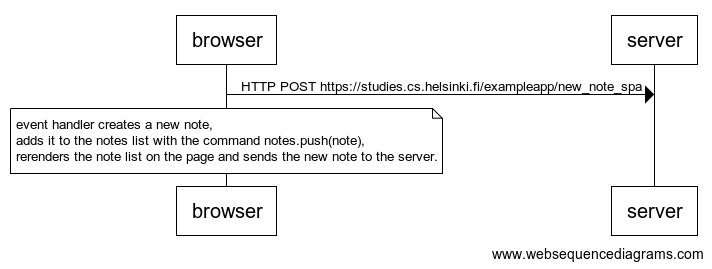 browser
server
HTTP POST https://studies.cs.helsinki.fi/exampleapp/new_note_spa
event handler creates a new note,
adds it to the notes list with the command notes.push(note),
rerenders the note list on the page and sends the new note to the server.
browser
server
www.websequencediagrams.com